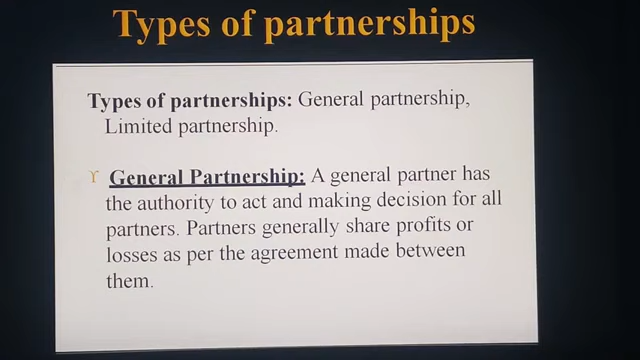 Types of partnerships
Types of partnerships: General partnership,
Limited partnership.
ϒ General Partnership: A general partner has
the authority to act and making decision for all
partners. Partners generally share profits or
losses as per the agreement made between
them.